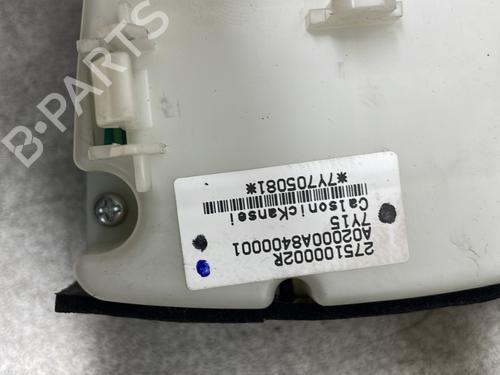 B-PARTS
275100002R
A02000A8400001
7Y15
CalsonicKansei
*7Y705081*